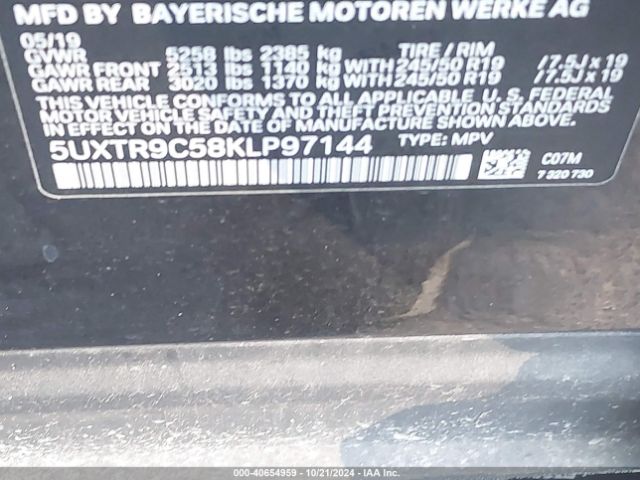 MFD BY BAYERISCHE MOTOREN WERKE AG
05/19
GVWR 5258 lbs 2385 kg TIRE / RIM
GAWR FRONT 2513 lbs 1140 kg WITH 245/50 R19 / 7.5J x 19
GAWR REAR 3020 lbs 1370 kg WITH 245/50 R19 / 7.5J x 19
THIS VEHICLE CONFORMS TO ALL APPLICABLE U. S. FEDERAL
MOTOR VEHICLE SAFETY AND THEFT PREVENTION STANDARDS
IN EFFECT ON THE DATE OF MANUFACTURE SHOWN ABOVE.
5UXTR9C58KLP97144 TYPE: MPV
C07M
7 320 730
000-40654959 - 10/21/2024 - IAA Inc.